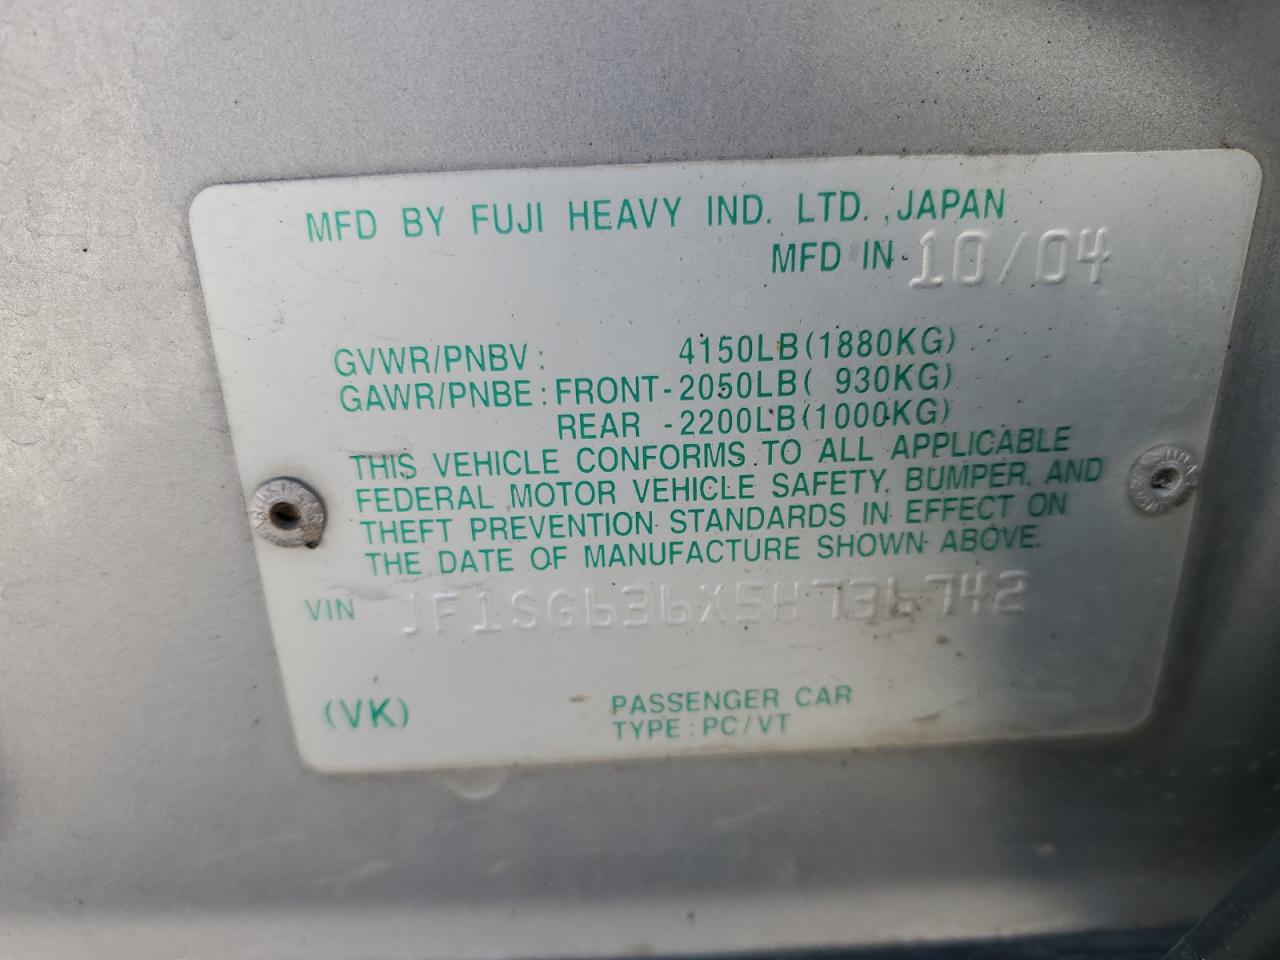 MFD BY FUJI HEAVY IND. LTD., JAPAN
MFD IN 10/04
GVWR/PNBV: 4150LB(1880KG)
GAWR/PNBE: FRONT-2050LB( 930KG)
REAR -2200LB(1000KG)
THIS VEHICLE CONFORMS TO ALL APPLICABLE
FEDERAL MOTOR VEHICLE SAFETY, BUMPER, AND
THEFT PREVENTION STANDARDS IN EFFECT ON
THE DATE OF MANUFACTURE SHOWN ABOVE.
VIN JF1SG636X5H736742
(VK) PASSENGER CAR
TYPE: PC/VT